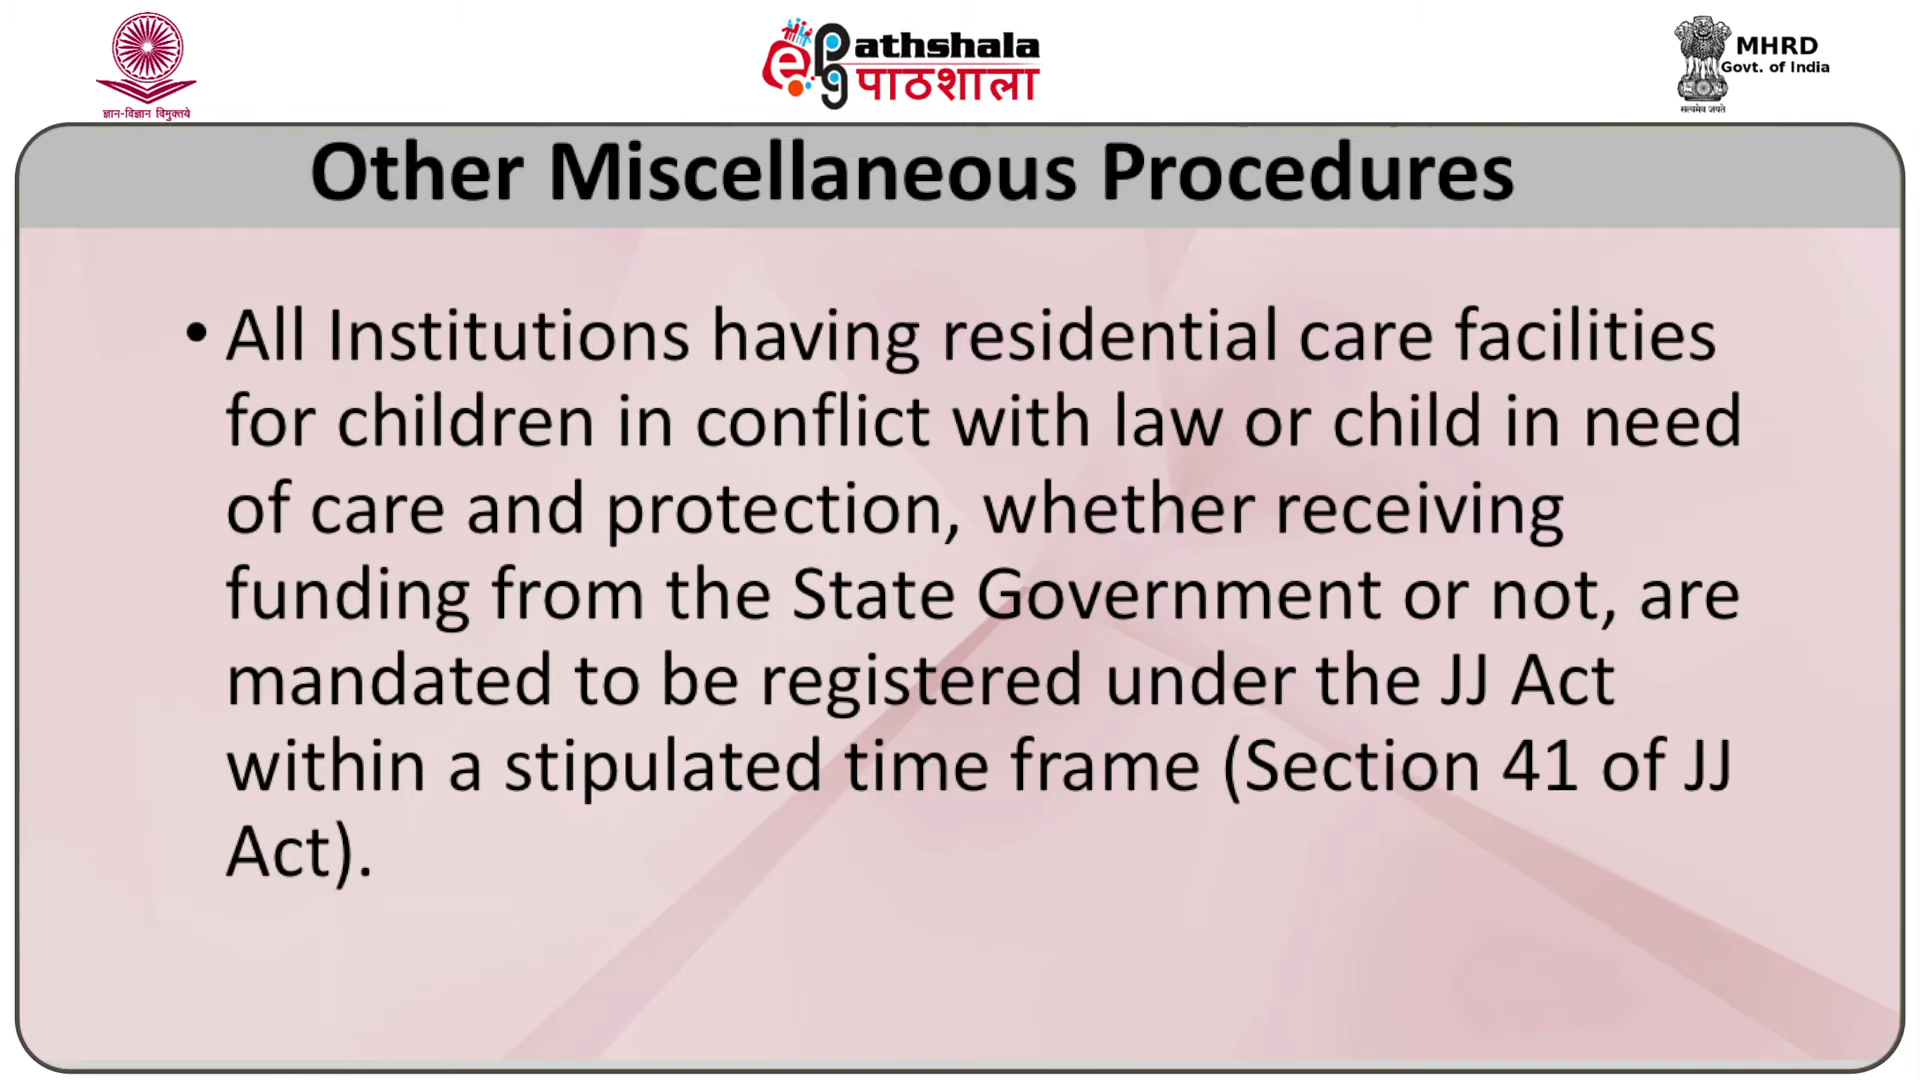 ज्ञान-विज्ञान विमुक्तये
ePgathshala
पाठशाला
MHRD
Govt. of India
सत्यमेव जयते
Other Miscellaneous Procedures
• All Institutions having residential care facilities
for children in conflict with law or child in need
of care and protection, whether receiving
funding from the State Government or not, are
mandated to be registered under the JJ Act
within a stipulated time frame (Section 41 of JJ
Act).